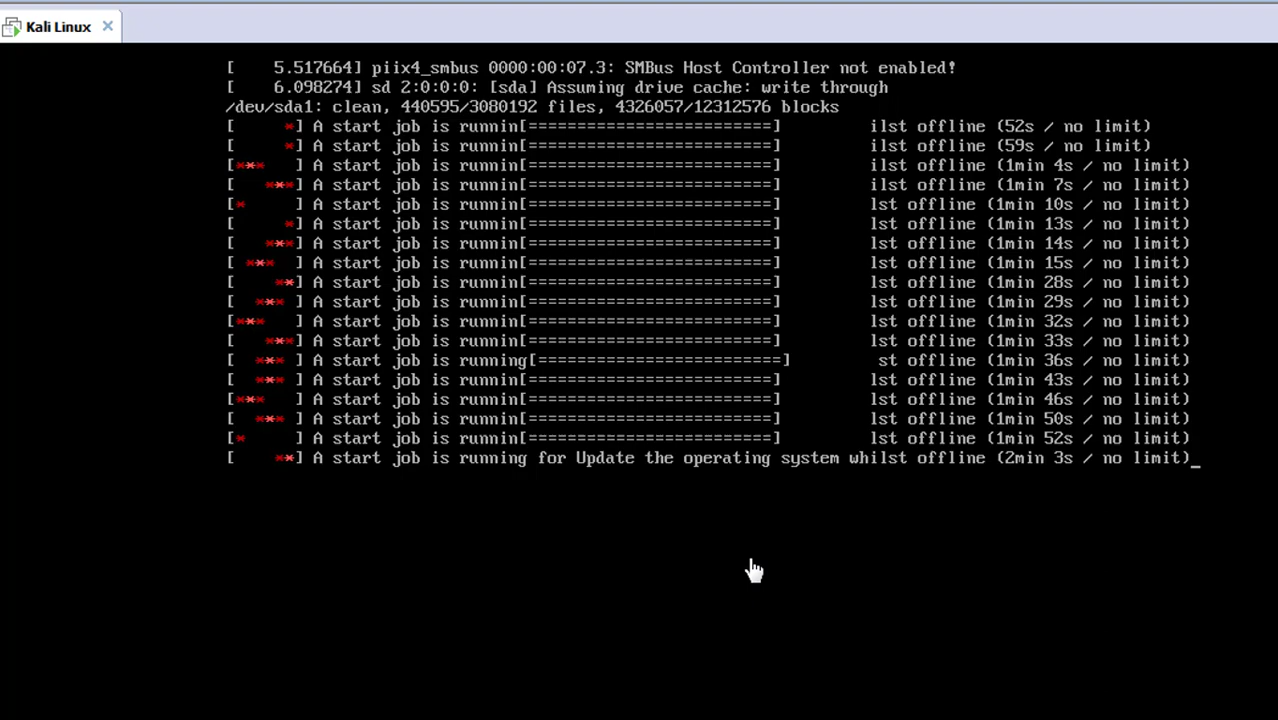 Kali Linux
[    5.517664] piix4_smbus 0000:00:07.3: SMBus Host Controller not enabled!
[    6.098274] sd 2:0:0:0: [sda] Assuming drive cache: write through
/dev/sda1: clean, 440595/3080192 files, 4326057/12312576 blocks
[     *] A start job is runnin[=========================]         ilst offline (52s / no limit)
[     *] A start job is runnin[=========================]         ilst offline (59s / no limit)
[***   ] A start job is runnin[=========================]         ilst offline (1min 4s / no limit)
[   ***] A start job is runnin[=========================]         ilst offline (1min 7s / no limit)
[*     ] A start job is runnin[=========================]         lst offline (1min 10s / no limit)
[     *] A start job is runnin[=========================]         lst offline (1min 13s / no limit)
[   ***] A start job is runnin[=========================]         lst offline (1min 14s / no limit)
[ ***  ] A start job is runnin[=========================]         lst offline (1min 15s / no limit)
[    **] A start job is runnin[=========================]         lst offline (1min 28s / no limit)
[  *** ] A start job is runnin[=========================]         lst offline (1min 29s / no limit)
[***   ] A start job is runnin[=========================]         lst offline (1min 32s / no limit)
[   ***] A start job is runnin[=========================]         lst offline (1min 33s / no limit)
[  *** ] A start job is running[=========================]         st offline (1min 36s / no limit)
[  *** ] A start job is runnin[=========================]         lst offline (1min 43s / no limit)
[***   ] A start job is runnin[=========================]         lst offline (1min 46s / no limit)
[  *** ] A start job is runnin[=========================]         lst offline (1min 50s / no limit)
[*     ] A start job is runnin[=========================]         lst offline (1min 52s / no limit)
[    **] A start job is running for Update the operating system whilst offline (2min 3s / no limit)_